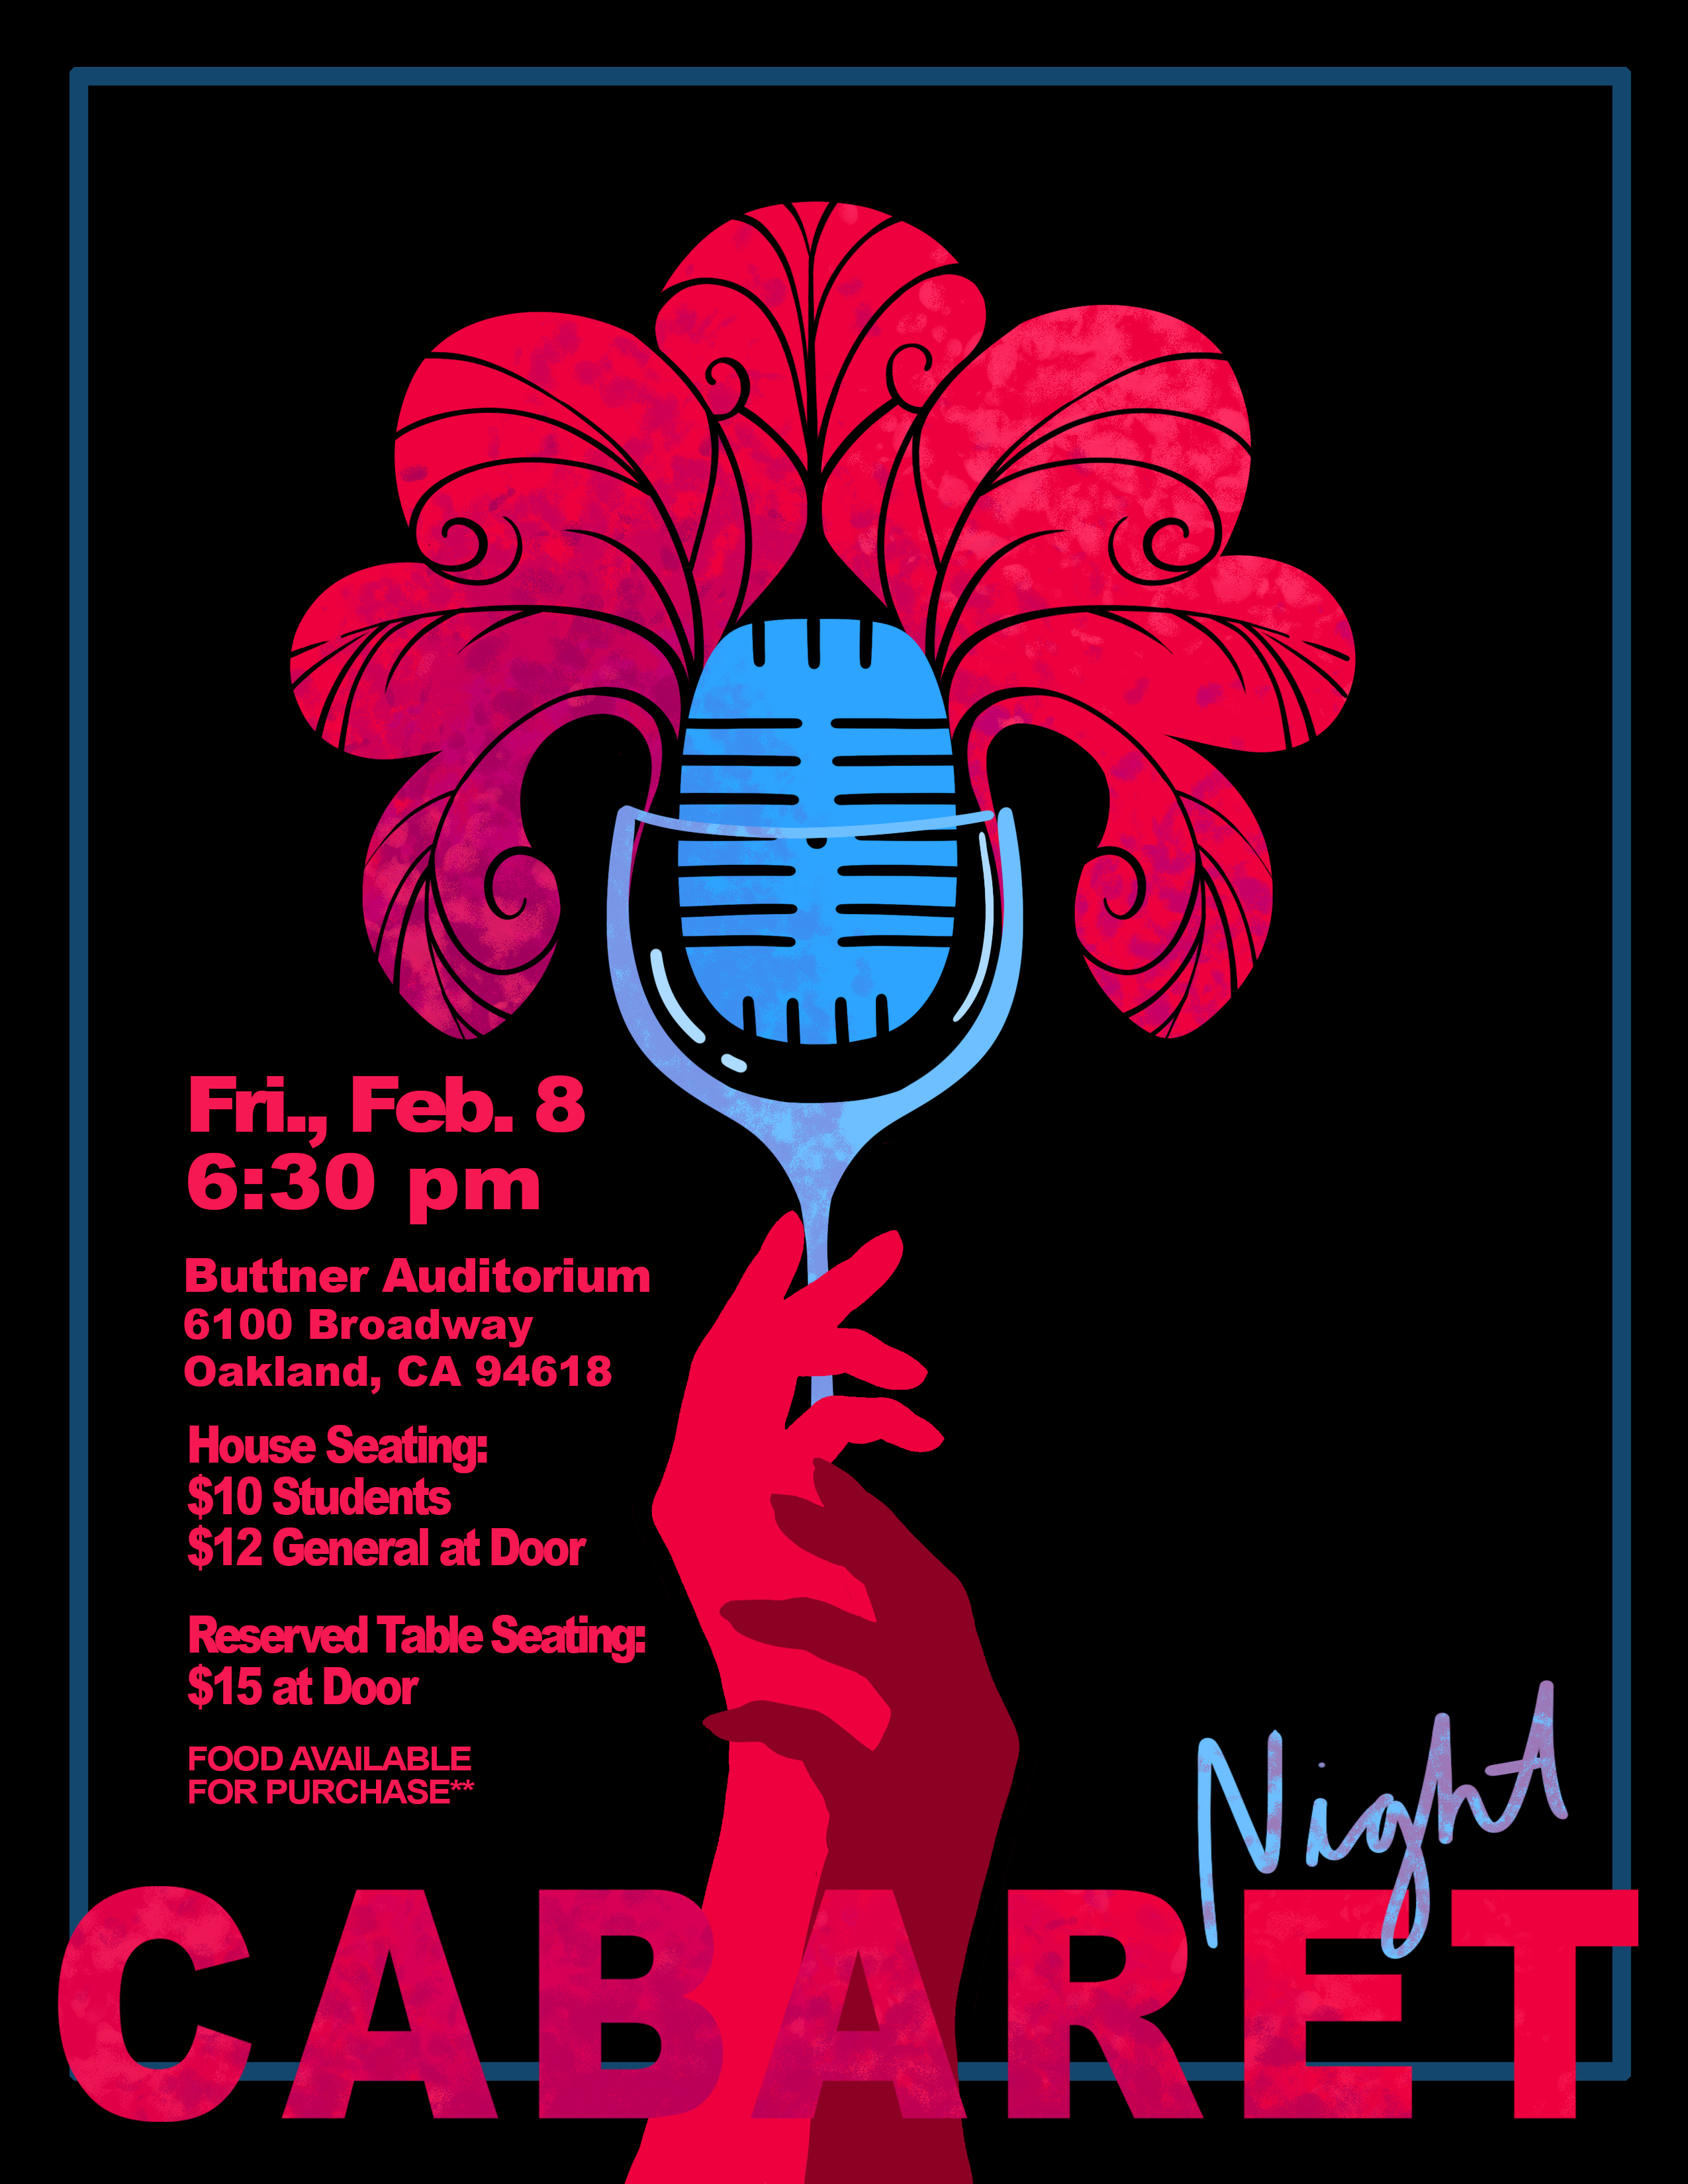 Fri., Feb. 8
6:30 pm
Buttner Auditorium
6100 Broadway
Oakland, CA 94618
House Seating:
$10 Students
$12 General at Door
Reserved Table Seating:
$15 at Door
FOOD AVAILABLE
FOR PURCHASE**
Night
CABARET